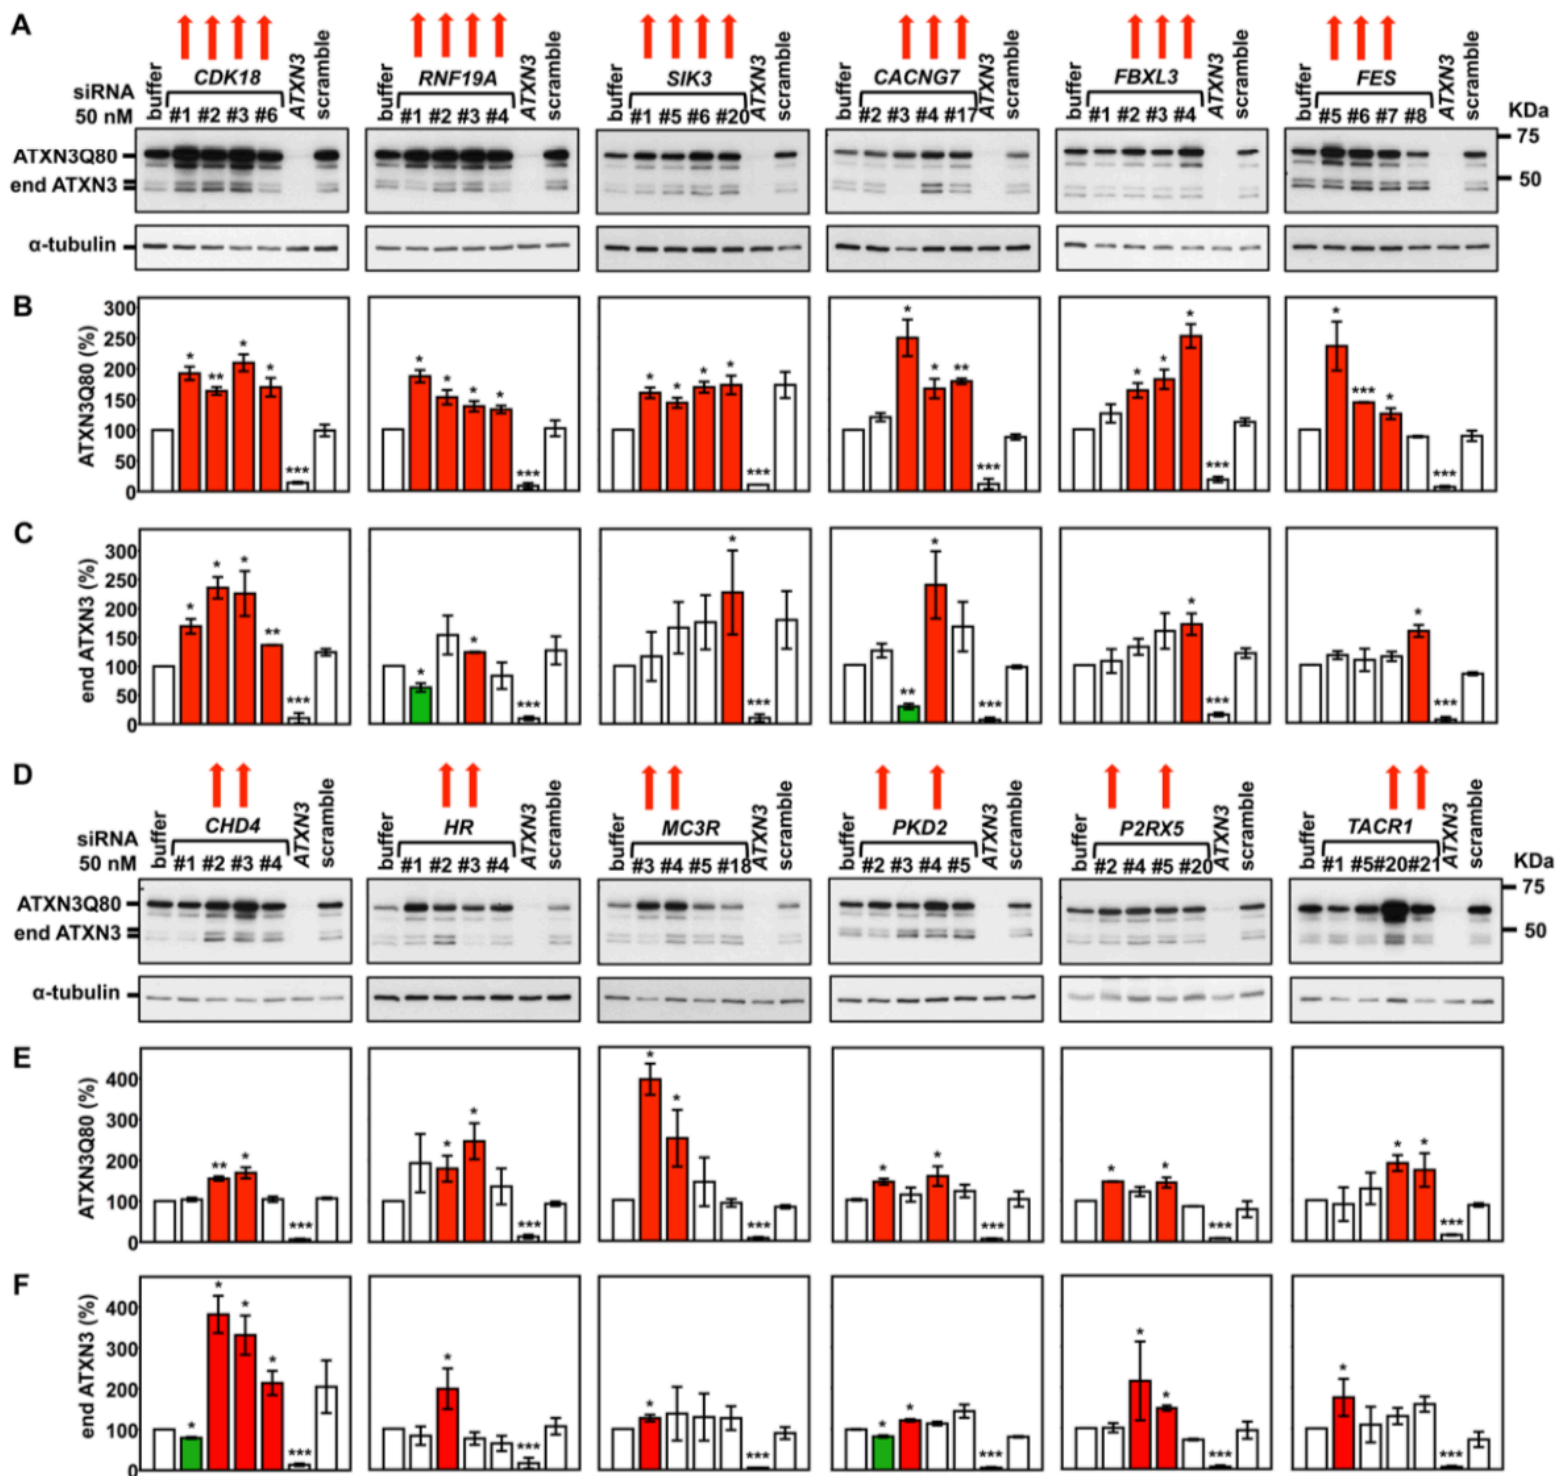 A
buffer CDK18 ATXN3 scramble buffer RNF19A ATXN3 scramble buffer SIK3 ATXN3 scramble buffer CACNG7 ATXN3 scramble buffer FBXL3 ATXN3 scramble buffer FES ATXN3 scramble
siRNA
50 nM #1 #2 #3 #6 #1 #2 #3 #4 #1 #5 #6 #20 #2 #3 #4 #17 #1 #2 #3 #4 #5 #6 #7 #8 KDa
75
ATXN3Q80
end ATXN3 50
α-tubulin
B
ATXN3Q80 (%)
300
250
200
150
100
50
0
* ** * * *** * * * * *** * * * * *** * * ** *** * * * *** * *** * ***
C
end ATXN3 (%)
300
250
200
150
100
50
0
* * * ** *** * * *** * *** ** * *** * *** * ***
D
buffer CHD4 ATXN3 scramble buffer HR ATXN3 scramble buffer MC3R ATXN3 scramble buffer PKD2 ATXN3 scramble buffer P2RX5 ATXN3 scramble buffer TACR1 ATXN3 scramble
siRNA
50 nM #1 #2 #3 #4 #1 #2 #3 #4 #3 #4 #5 #18 #2 #3 #4 #5 #2 #4 #5 #20 #1 #5 #20 #21 KDa
75
ATXN3Q80
end ATXN3 50
α-tubulin
E
ATXN3Q80 (%)
400
300
200
100
0
** * *** * * *** * * *** * * *** * * *** * * ***
F
end ATXN3 (%)
400
300
200
100
0
* * * * *** * *** * *** * * *** * * *** * ***